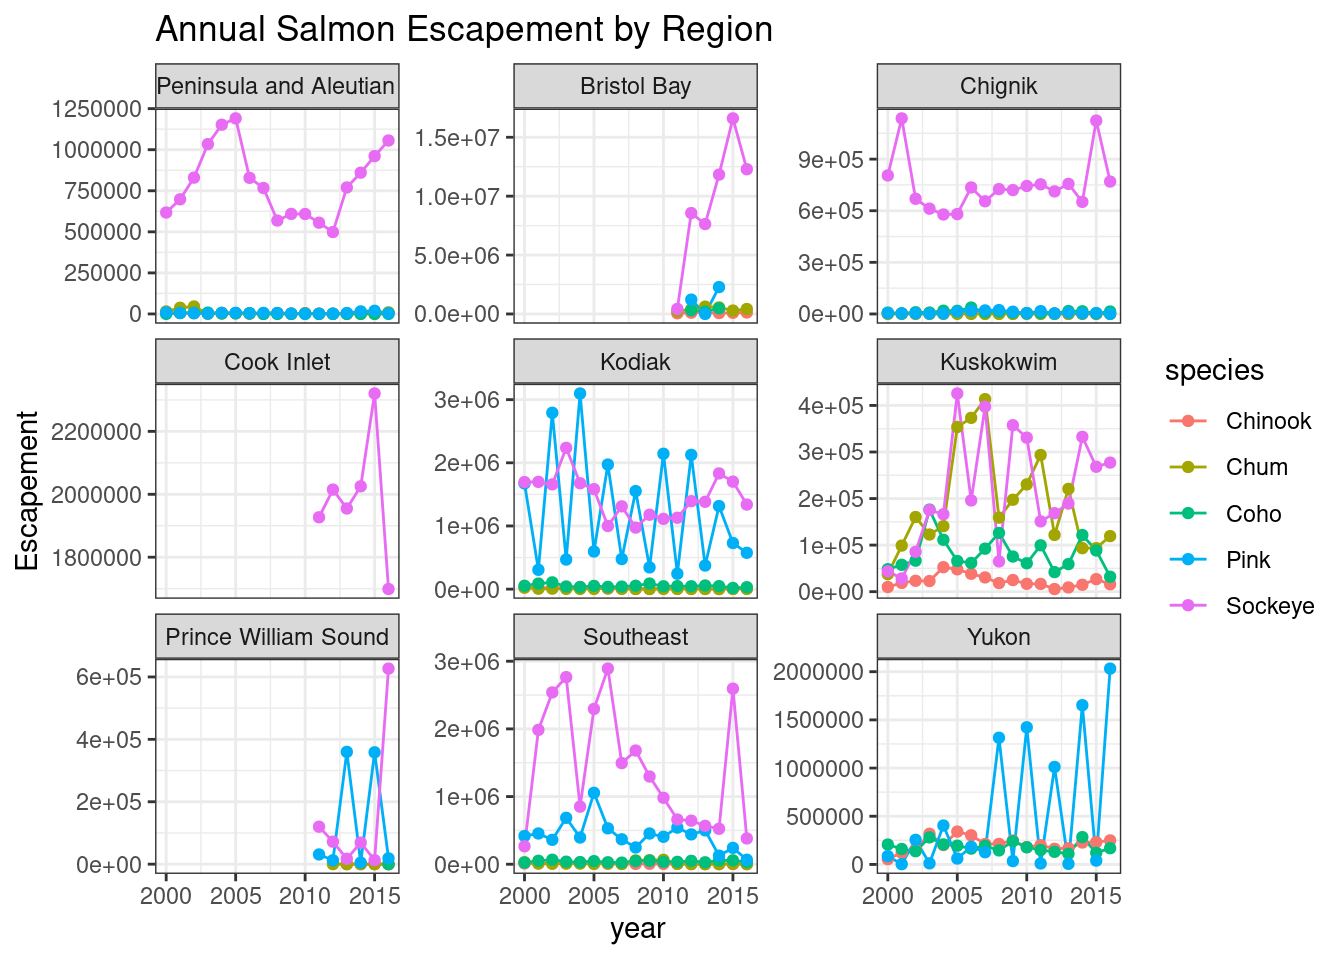 Annual Salmon Escapement by Region
Peninsula and Aleutian
Bristol Bay
Chignik
1250000
1000000
750000
500000
250000
0
1.5e+07
1.0e+07
5.0e+06
0.0e+00
9e+05
6e+05
3e+05
0e+00
Cook Inlet
Kodiak
Kuskokwim
2200000
2000000
1800000
3e+06
2e+06
1e+06
0e+00
4e+05
3e+05
2e+05
1e+05
0e+00
Prince William Sound
Southeast
Yukon
6e+05
4e+05
2e+05
0e+00
3e+06
2e+06
1e+06
0e+00
2000000
1500000
1000000
500000
0
2000 2005 2010 2015
2000 2005 2010 2015
2000 2005 2010 2015
year
Escapement
species
Chinook
Chum
Coho
Pink
Sockeye